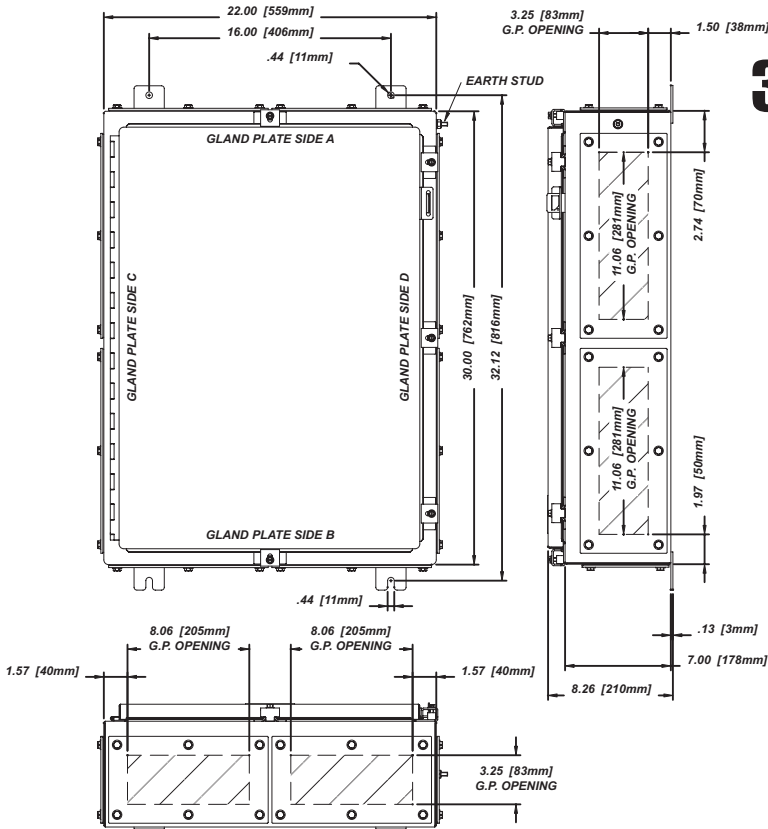 22.00 [559mm]
16.00 [406mm]
.44 [11mm]
EARTH STUD
GLAND PLATE SIDE A
GLAND PLATE SIDE C
GLAND PLATE SIDE D
30.00 [762mm]
32.12 [816mm]
GLAND PLATE SIDE B
.44 [11mm]
3.25 [83mm]
G.P. OPENING
1.50 [38mm]
11.06 [281mm]
G.P. OPENING
2.74 [70mm]
11.06 [281mm]
G.P. OPENING
1.97 [50mm]
.13 [3mm]
7.00 [178mm]
8.26 [210mm]
8.06 [205mm]
G.P. OPENING
8.06 [205mm]
G.P. OPENING
1.57 [40mm]
1.57 [40mm]
3.25 [83mm]
G.P. OPENING